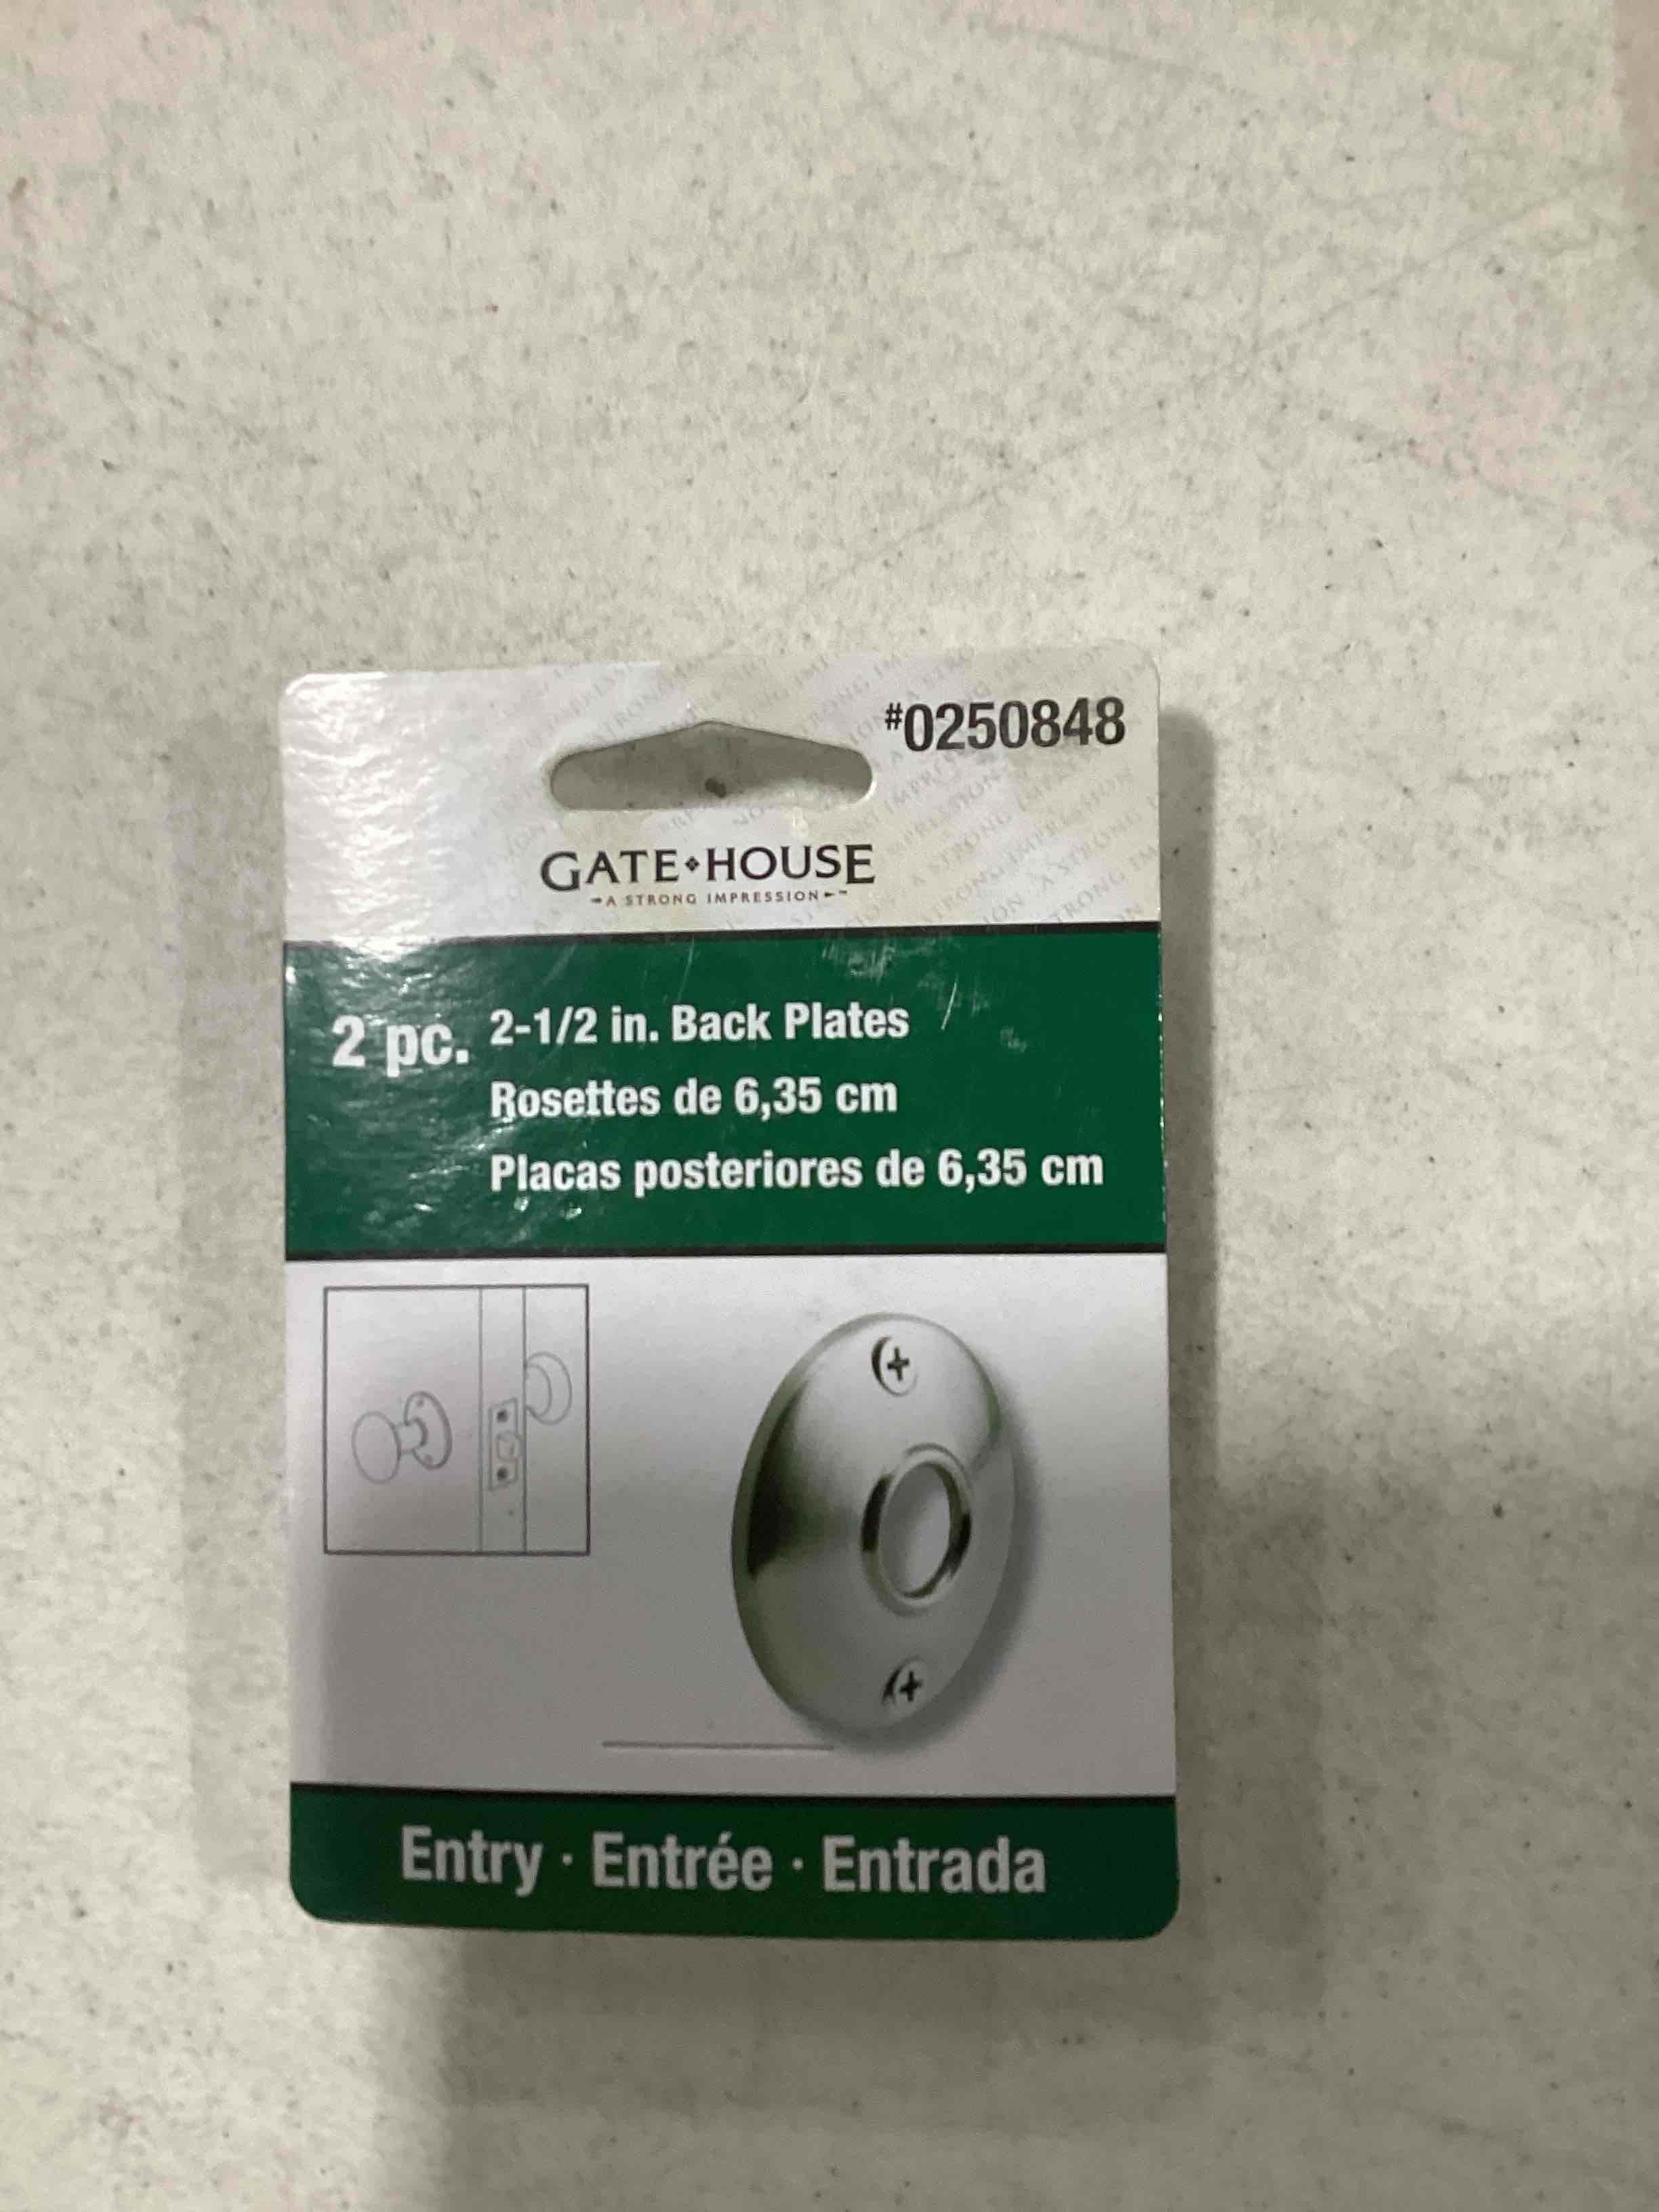 #0250848
GATE HOUSE
A STRONG IMPRESSION™
2 pc. 2-1/2 in. Back Plates
Rosettes de 6,35 cm
Placas posteriores de 6,35 cm
Entry · Entrée · Entrada